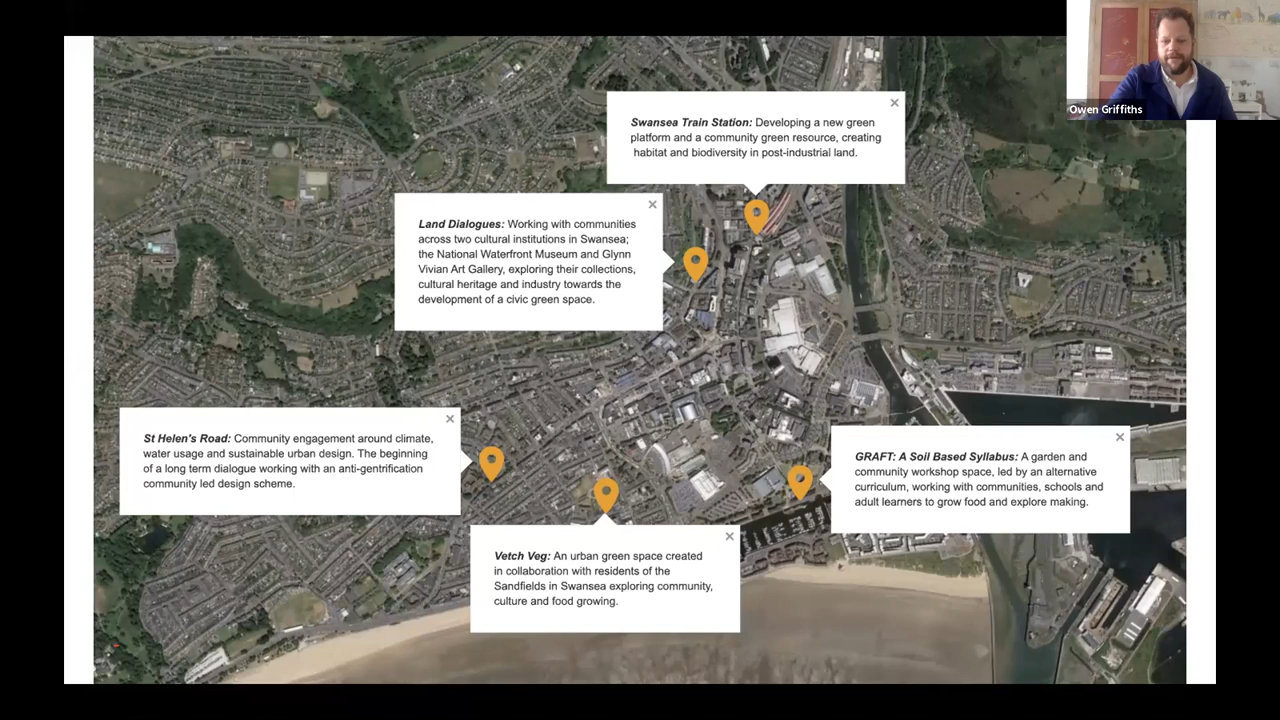 Owen Griffiths
Swansea Train Station: Developing a new green
platform and a community green resource, creating
habitat and biodiversity in post-industrial land.
Land Dialogues: Working with communities
across two cultural institutions in Swansea;
the National Waterfront Museum and Glynn
Vivian Art Gallery, exploring their collections,
cultural heritage and industry towards the
development of a civic green space.
St Helen's Road: Community engagement around climate,
water usage and sustainable urban design. The beginning
of a long term dialogue working with an anti-gentrification
community led design scheme.
GRAFT: A Soil Based Syllabus: A garden and
community workshop space, led by an alternative
curriculum, working with communities, schools and
adult learners to grow food and explore making.
Vetch Veg: An urban green space created
in collaboration with residents of the
Sandfields in Swansea exploring community,
culture and food growing.